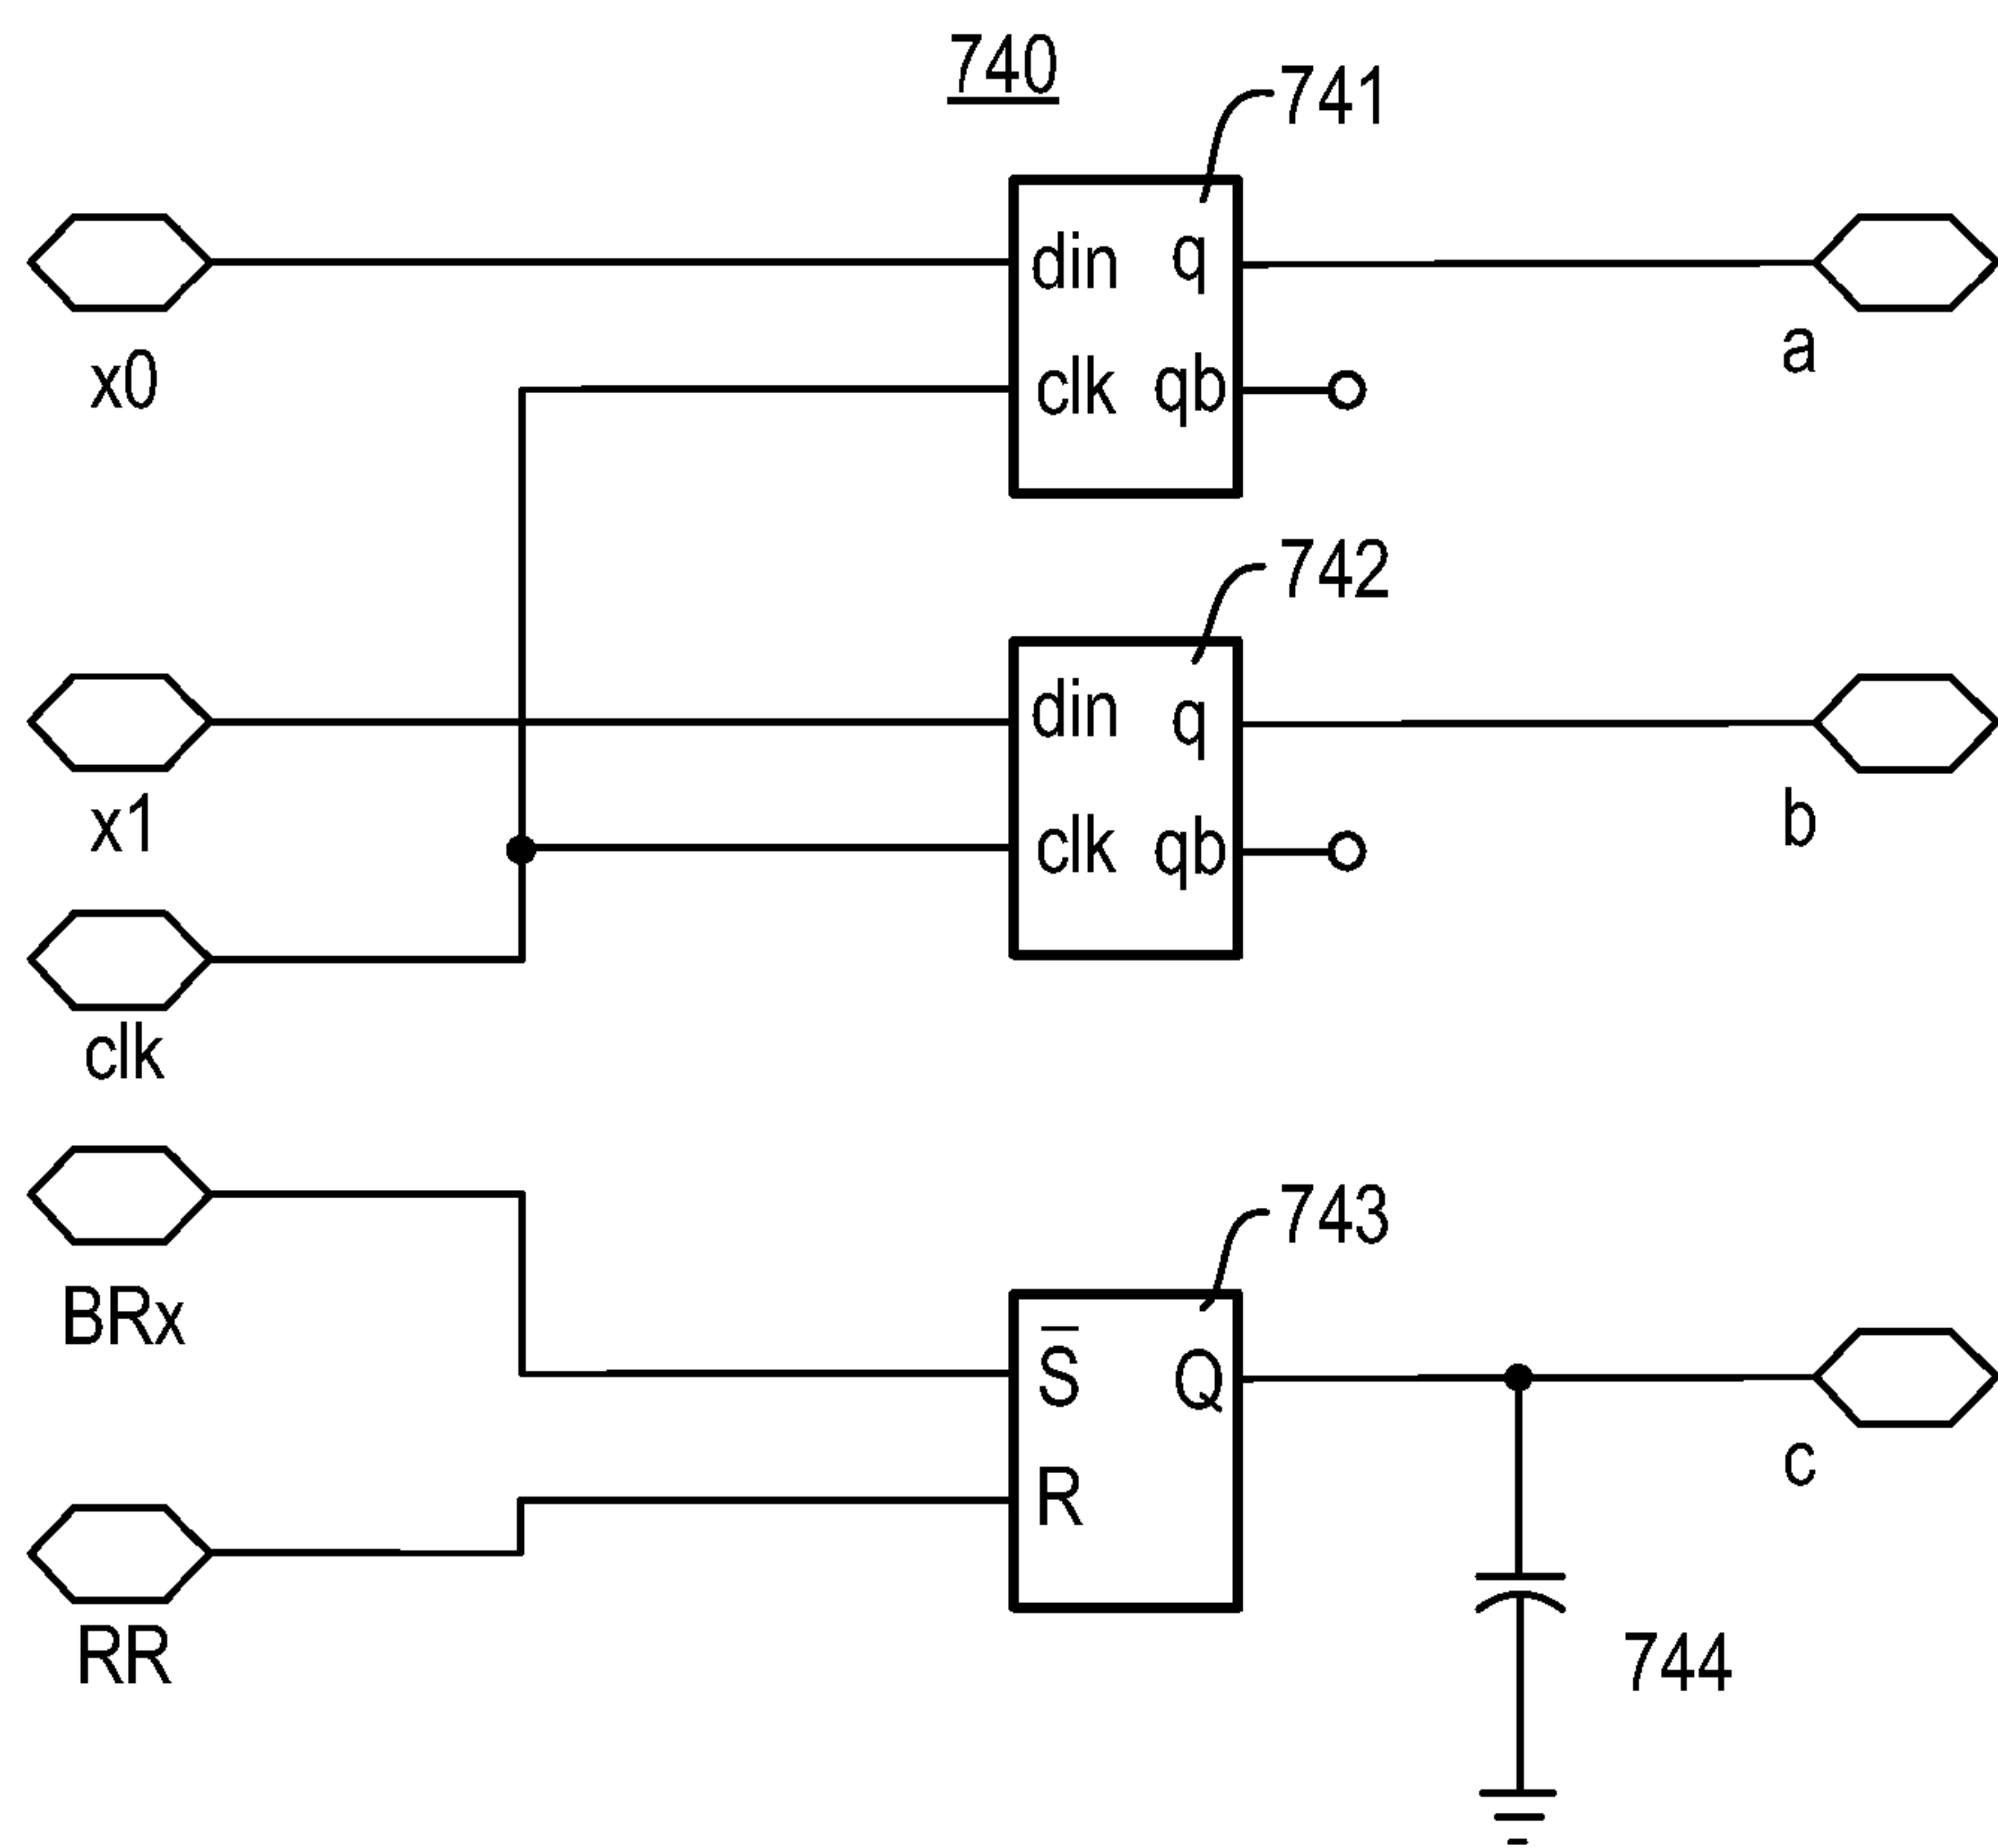 740
741
din q
x0
clk qb
a
742
din q
x1
clk qb
b
clk
743
BRx
S̅ Q
c
R
RR
744